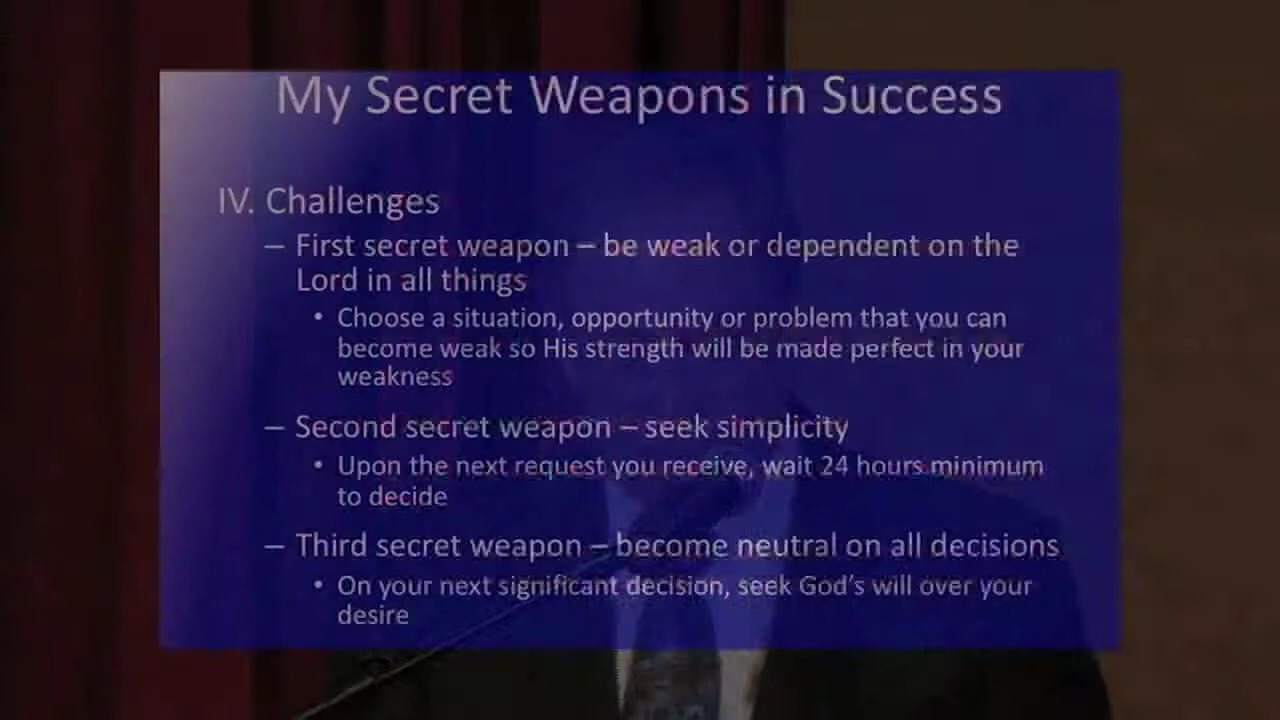 My Secret Weapons in Success
IV. Challenges
– First secret weapon – be weak or dependent on the
Lord in all things
• Choose a situation, opportunity or problem that you can
become weak so His strength will be made perfect in your
weakness
– Second secret weapon – seek simplicity
• Upon the next request you receive, wait 24 hours minimum
to decide
– Third secret weapon – become neutral on all decisions
• On your next significant decision, seek God's will over your
desire